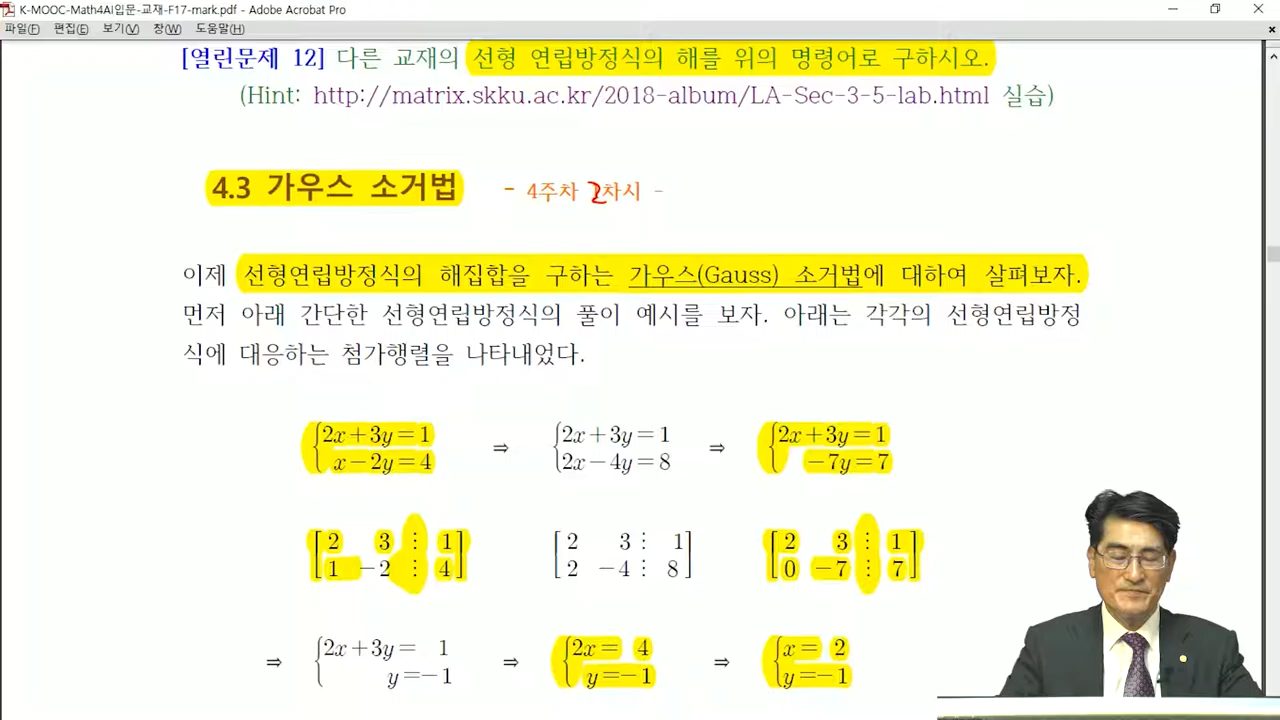 K-MOOC-Math4AI입문-교재-F17-mark.pdf - Adobe Acrobat Pro
파일(F) 편집(E) 보기(V) 창(W) 도움말(H)
[열린문제 12] 다른 교재의 선형 연립방정식의 해를 위의 명령어로 구하시오.
(Hint: http://matrix.skku.ac.kr/2018-album/LA-Sec-3-5-lab.html 실습)
4.3 가우스 소거법 - 4주차 2차시 -
이제 선형연립방정식의 해집합을 구하는 가우스(Gauss) 소거법에 대하여 살펴보자.
먼저 아래 간단한 선형연립방정식의 풀이 예시를 보자. 아래는 각각의 선형연립방정
식에 대응하는 첨가행렬을 나타내었다.
{2x+3y=1 ⇒ {2x+3y=1 ⇒ {2x+3y=1
x-2y=4 2x-4y=8 -7y=7
[2 3 ⋮ 1] [2 3 ⋮ 1] [2 3 ⋮ 1]
[1 -2 ⋮ 4] [2 -4 ⋮ 8] [0 -7 ⋮ 7]
⇒ {2x+3y= 1 ⇒ {2x= 4 ⇒ {x= 2
y=-1 y=-1 y=-1